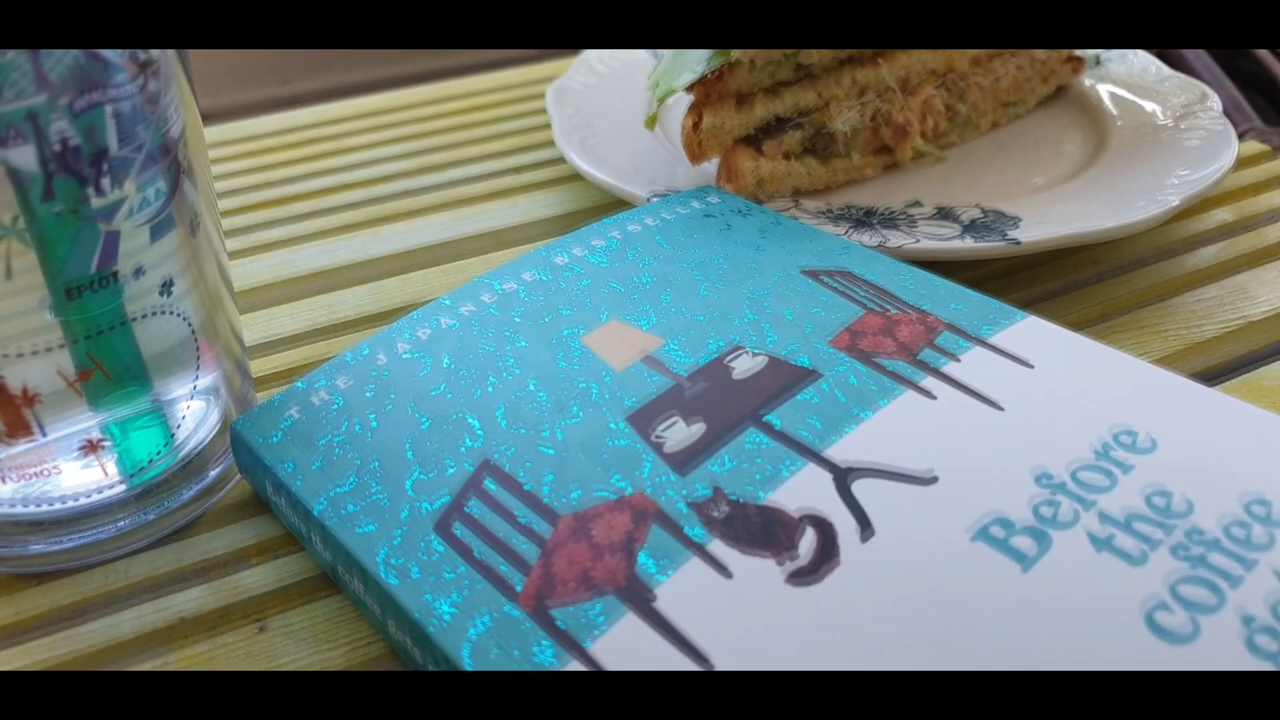 EPCOT
THE JAPANESE BESTSELLER
Before
the
coffee
Before the coffee gets